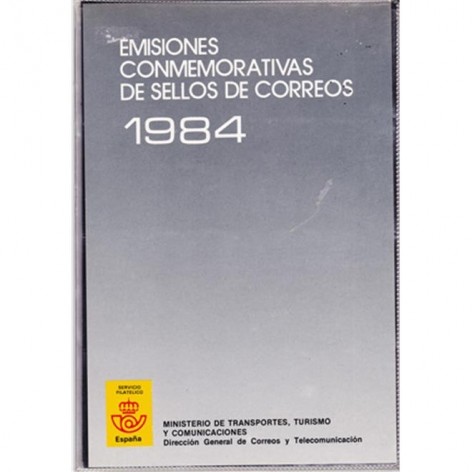 EMISIONES
CONMEMORATIVAS
DE SELLOS DE CORREOS
1984
SERVICIO
FILATELICO
España
MINISTERIO DE TRANSPORTES, TURISMO
Y COMUNICACIONES
Dirección General de Correos y Telecomunicación